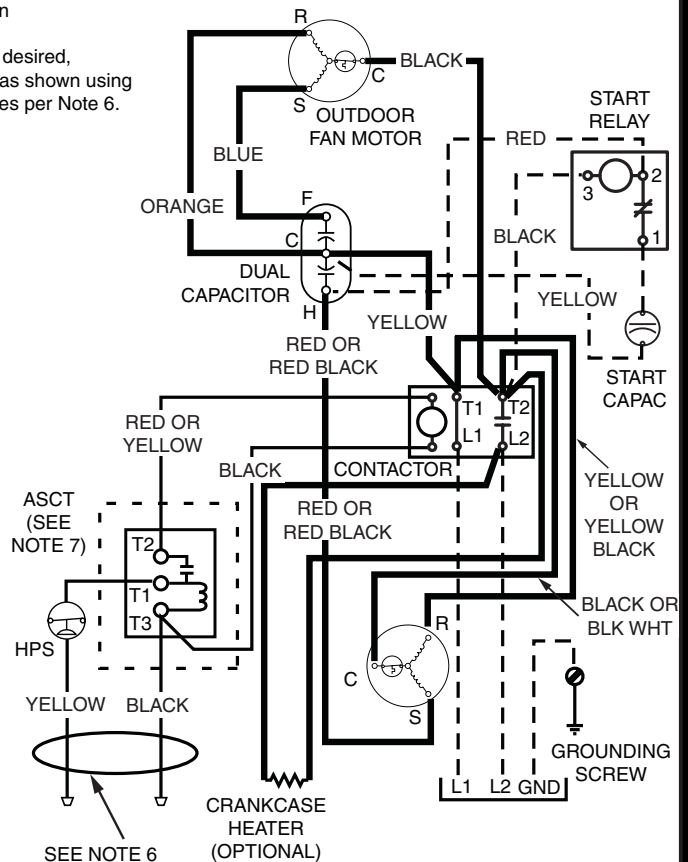 n
desired,
as shown using
es per Note 6.
R
S
C
BLACK
OUTDOOR
FAN MOTOR
START
RELAY
RED
3
2
1
BLUE
ORANGE
F
C
H
DUAL
CAPACITOR
BLACK
YELLOW
YELLOW
START
CAPAC
RED OR
RED BLACK
T1
T2
L1
L2
CONTACTOR
RED OR
YELLOW
BLACK
RED OR
RED BLACK
YELLOW
OR
YELLOW
BLACK
ASCT
(SEE
NOTE 7)
T2
T1
T3
HPS
BLACK OR
BLK WHT
R
C
S
YELLOW
BLACK
GROUNDING
SCREW
L1 L2 GND
CRANKCASE
HEATER
(OPTIONAL)
SEE NOTE 6